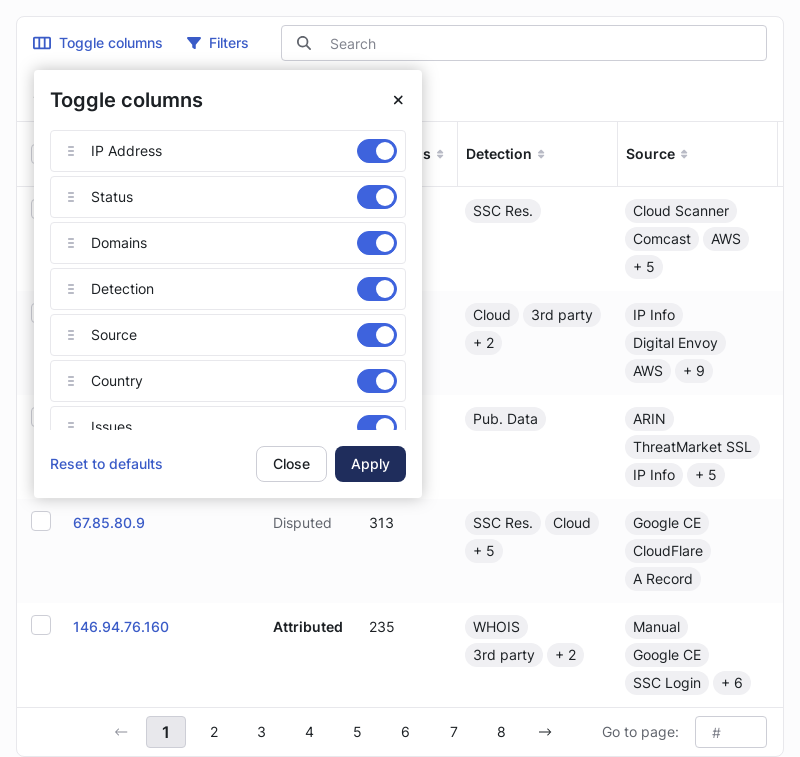 Toggle columns Filters Search
Toggle columns
IP Address
Status
Domains
Detection
Source
Country
Issues
Reset to defaults Close Apply
s Detection Source
SSC Res. Cloud Scanner
Comcast AWS
+ 5
Cloud 3rd party IP Info
+ 2 Digital Envoy
AWS + 9
Pub. Data ARIN
ThreatMarket SSL
IP Info + 5
67.85.80.9 Disputed 313 SSC Res. Cloud Google CE
+ 5 CloudFlare
A Record
146.94.76.160 Attributed 235 WHOIS Manual
3rd party + 2 Google CE
SSC Login + 6
← 1 2 3 4 5 6 7 8 → Go to page: #